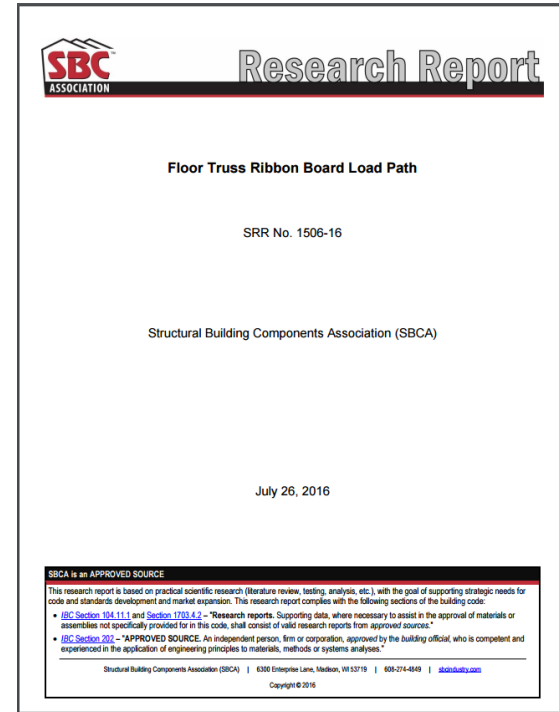 SBC™
ASSOCIATION
Research Report
Floor Truss Ribbon Board Load Path
SRR No. 1506-16
Structural Building Components Association (SBCA)
July 26, 2016
SBCA is an APPROVED SOURCE
This research report is based on practical scientific research (literature review, testing, analysis, etc.), with the goal of supporting strategic needs for
code and standards development and market expansion. This research report complies with the following sections of the building code:
• IBC Section 104.11.1 and Section 1703.4.2 – "Research reports. Supporting data, where necessary to assist in the approval of materials or
assemblies not specifically provided for in this code, shall consist of valid research reports from approved sources."
• IBC Section 202 – "APPROVED SOURCE. An independent person, firm or corporation, approved by the building official, who is competent and
experienced in the application of engineering principles to materials, methods or systems analyses."
Structural Building Components Association (SBCA) | 6300 Enterprise Lane, Madison, WI 53719 | 608-274-4849 | sbcindustry.com
Copyright © 2016